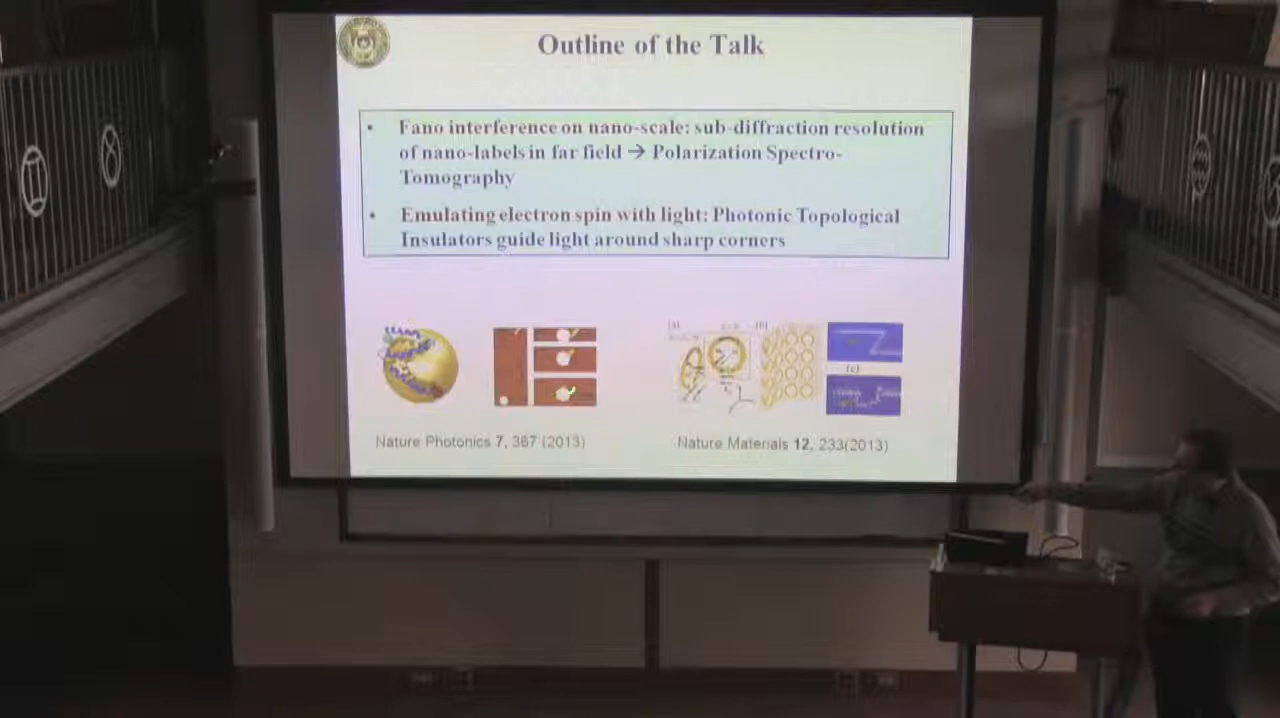 Outline of the Talk
• Fano interference on nano-scale: sub-diffraction resolution
of nano-labels in far field → Polarization Spectro-
Tomography
• Emulating electron spin with light: Photonic Topological
Insulators guide light around sharp corners
(a)
(b)
(c)
Nature Photonics 7, 367 (2013)
Nature Materials 12, 233(2013)